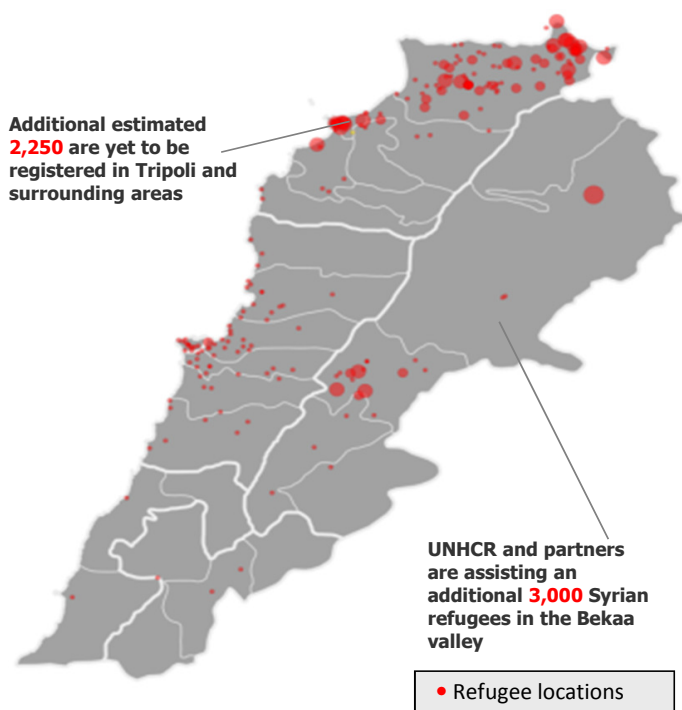 Additional estimated
2,250 are yet to be
registered in Tripoli and
surrounding areas
UNHCR and partners
are assisting an
additional 3,000 Syrian
refugees in the Bekaa
valley
Refugee locations